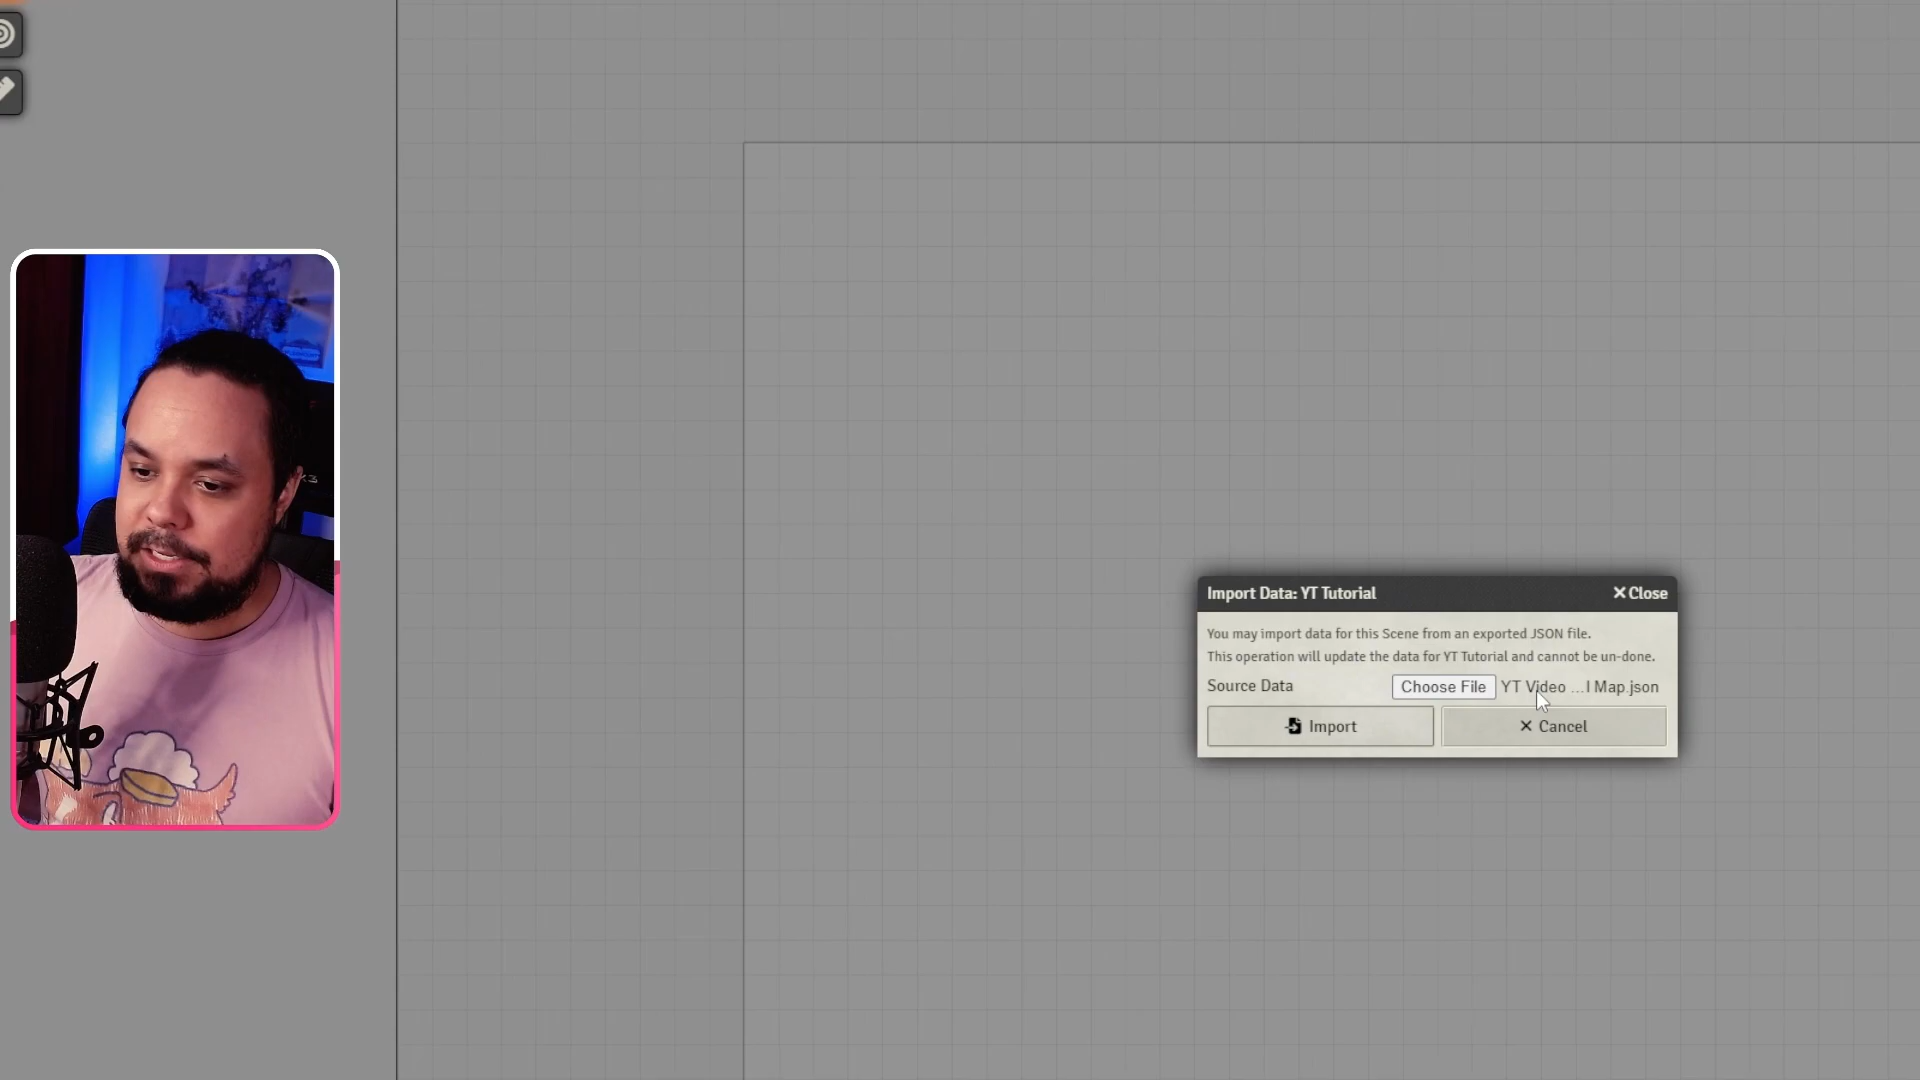 Import Data: YT Tutorial
Close
You may import data for this Scene from an exported JSON file.
This operation will update the data for YT Tutorial and cannot be un-done.
Source Data
Choose File
YT Video ...l Map.json
Import
Cancel